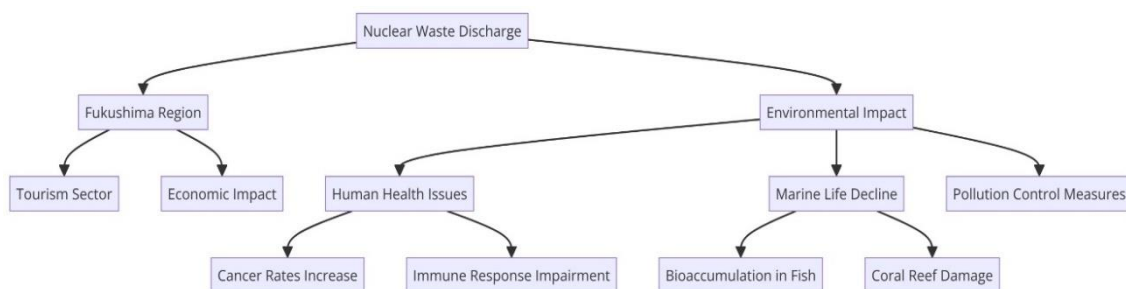 Nuclear Waste Discharge
Fukushima Region
Environmental Impact
Tourism Sector
Economic Impact
Human Health Issues
Marine Life Decline
Pollution Control Measures
Cancer Rates Increase
Immune Response Impairment
Bioaccumulation in Fish
Coral Reef Damage